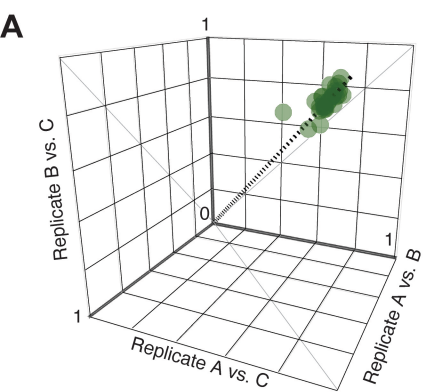 A
1
Replicate B vs. C
0
1
1
Replicate A vs. B
Replicate A vs. C